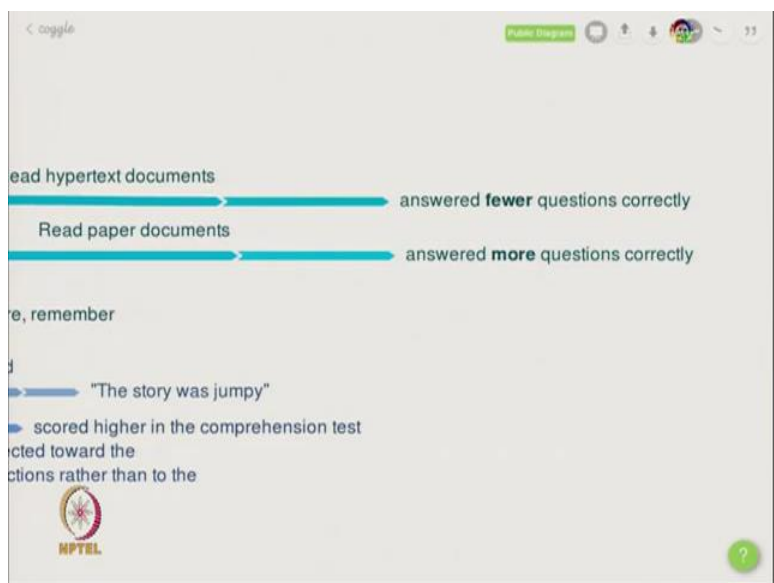 coggle
Public Diagram
ead hypertext documents
answered fewer questions correctly
Read paper documents
answered more questions correctly
re, remember
d
"The story was jumpy"
scored higher in the comprehension test
cted toward the
ctions rather than to the
NPTEL
?